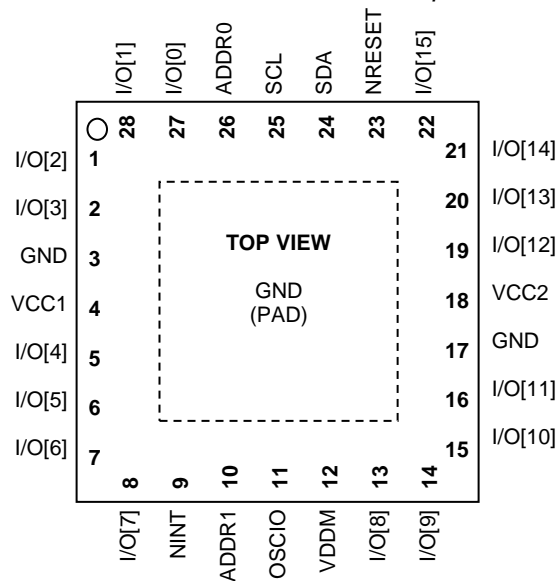 I/O[1]
I/O[0]
ADDR0
SCL
SDA
NRESET
I/O[15]
28
27
26
25
24
23
22
I/O[2] 1
I/O[3] 2
GND 3
VCC1 4
I/O[4] 5
I/O[5] 6
I/O[6] 7
TOP VIEW
GND
(PAD)
21 I/O[14]
20 I/O[13]
19 I/O[12]
18 VCC2
17 GND
16 I/O[11]
15 I/O[10]
8
9
10
11
12
13
14
I/O[7]
NINT
ADDR1
OSCIO
VDDM
I/O[8]
I/O[9]